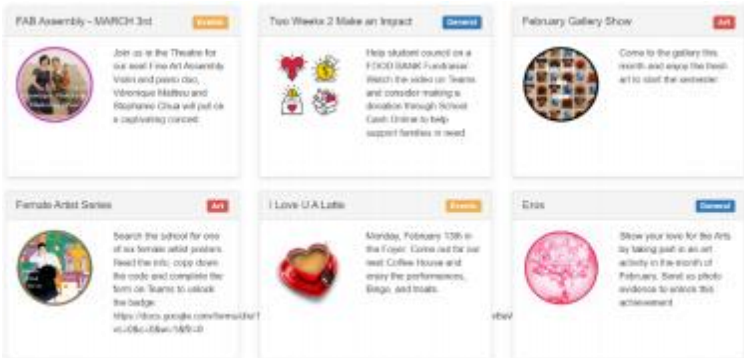 FAB Assembly - MARCH 3rd
Events
Join us in the Theatre for
our next Fine Art Assembly
Violin and piano duo,
Véronique Mathieu and
Stephanie Chua will put on
a captivating concert
Two Weeks 2 Make an Impact
General
Help student council on a
FOOD BANK Fundraiser.
Watch the video on Teams
and consider making a
donation through School
Cash Online to help
support families in need
February Gallery Show
Art
Come to the gallery this
month and enjoy the fresh
art to start the semester
Female Artist Series
Art
Search the school for one
of six female artist posters.
Read the info, copy down
the code and complete the
form on Teams to unlock
the badge:
https://docs.google.com/forms/d/e/
I Love U A Latte
Events
Monday, February 13th in
the Foyer. Come out for our
next Coffee House and
enjoy the performances,
Bingo, and treats.
Eros
General
Show your love for the Arts
by taking part in an art
activity in the month of
February. Send us photo
evidence to unlock this
achievement